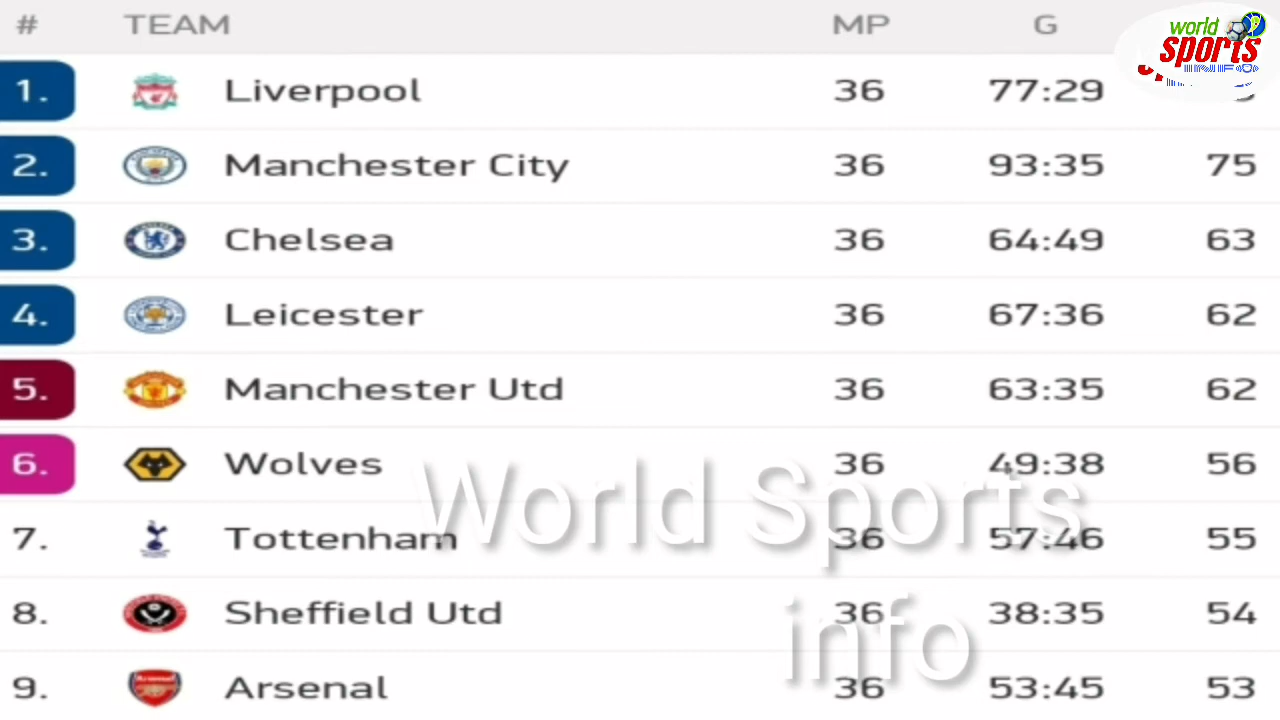 # TEAM MP G
world sports INFO
1. Liverpool 36 77:29
2. Manchester City 36 93:35 75
3. Chelsea 36 64:49 63
4. Leicester 36 67:36 62
5. Manchester Utd 36 63:35 62
6. Wolves 36 49:38 56
World Sports
7. Tottenham 36 57:46 55
8. Sheffield Utd 36 38:35 54
info
9. Arsenal 36 53:45 53